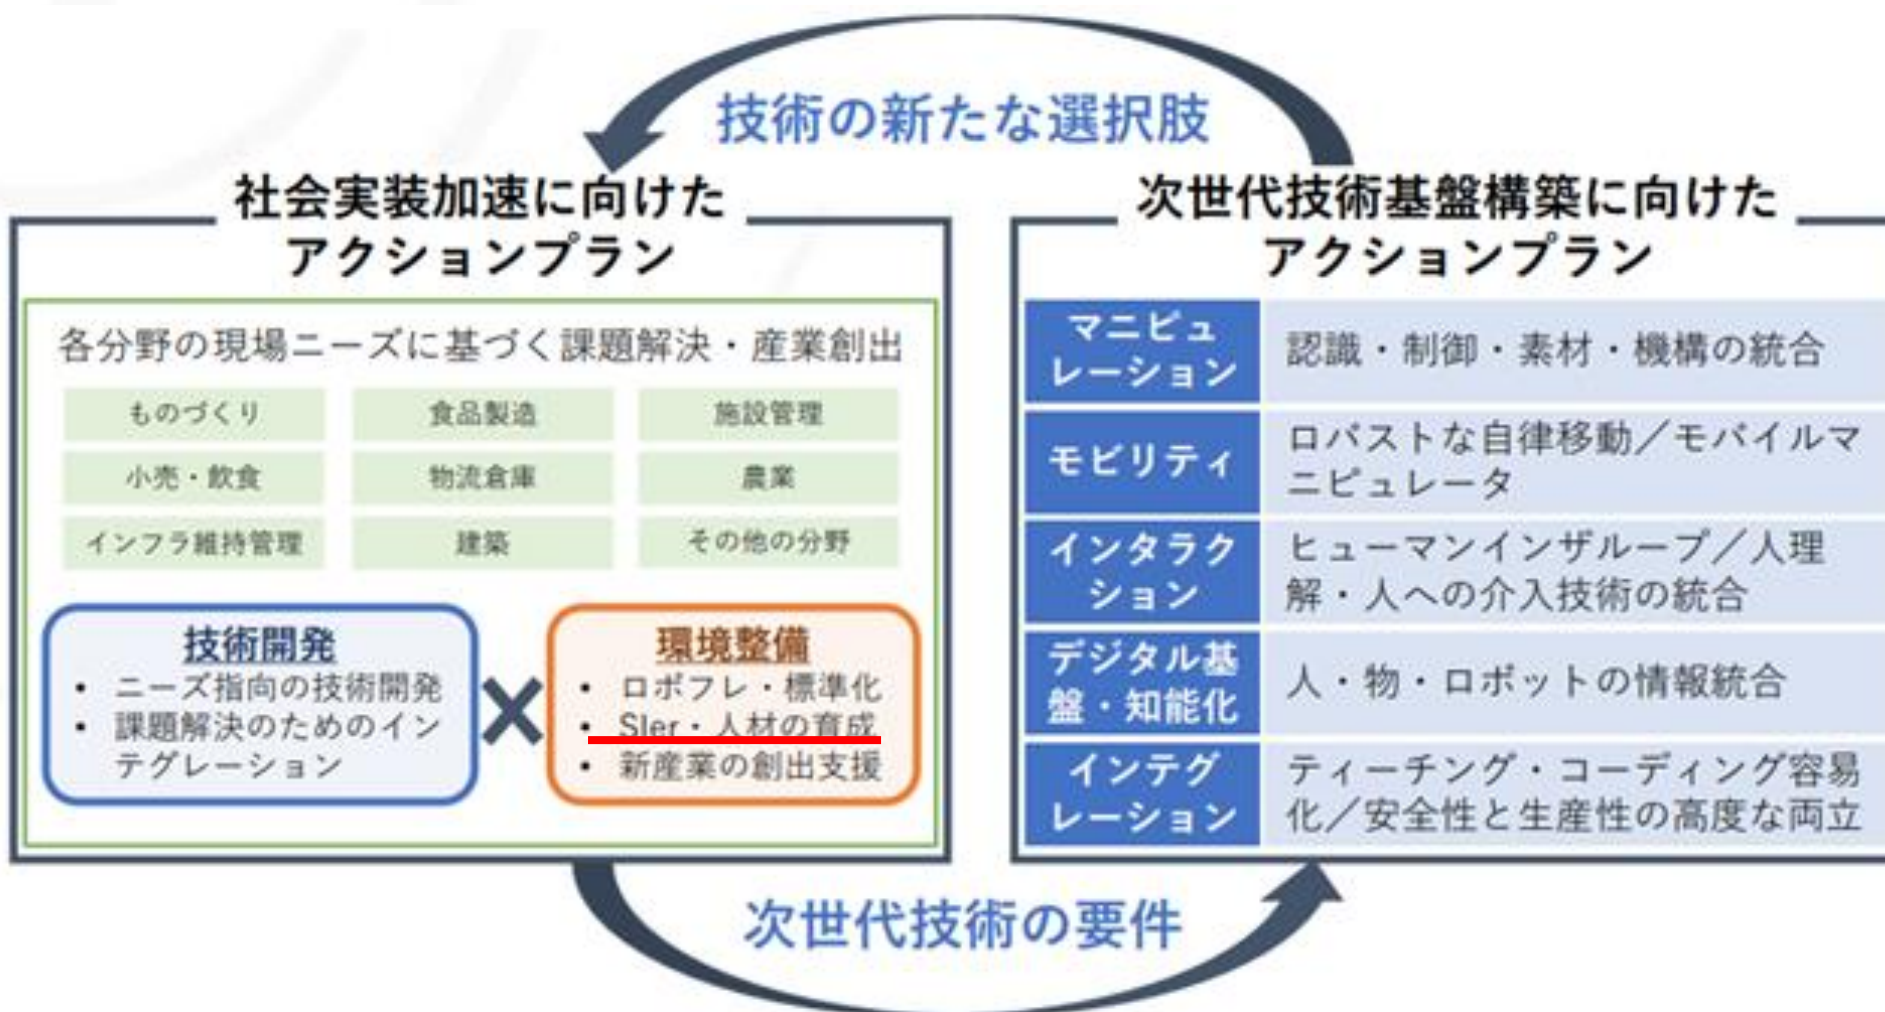 技術の新たな選択肢
社会実装加速に向けた
アクションプラン
各分野の現場ニーズに基づく課題解決・産業創出
ものづくり
食品製造
施設管理
小売・飲食
物流倉庫
農業
インフラ維持管理
建築
その他の分野
技術開発
• ニーズ指向の技術開発
• 課題解決のためのイン
テグレーション
×
環境整備
• ロボフレ・標準化
• SIer・人材の育成
• 新産業の創出支援
次世代技術基盤構築に向けた
アクションプラン
マニピュ
レーション
認識・制御・素材・機構の統合
モビリティ
ロバストな自律移動／モバイルマ
ニピュレータ
インタラク
ション
ヒューマンインザループ／人理
解・人への介入技術の統合
デジタル基
盤・知能化
人・物・ロボットの情報統合
インテグ
レーション
ティーチング・コーディング容易
化／安全性と生産性の高度な両立
次世代技術の要件